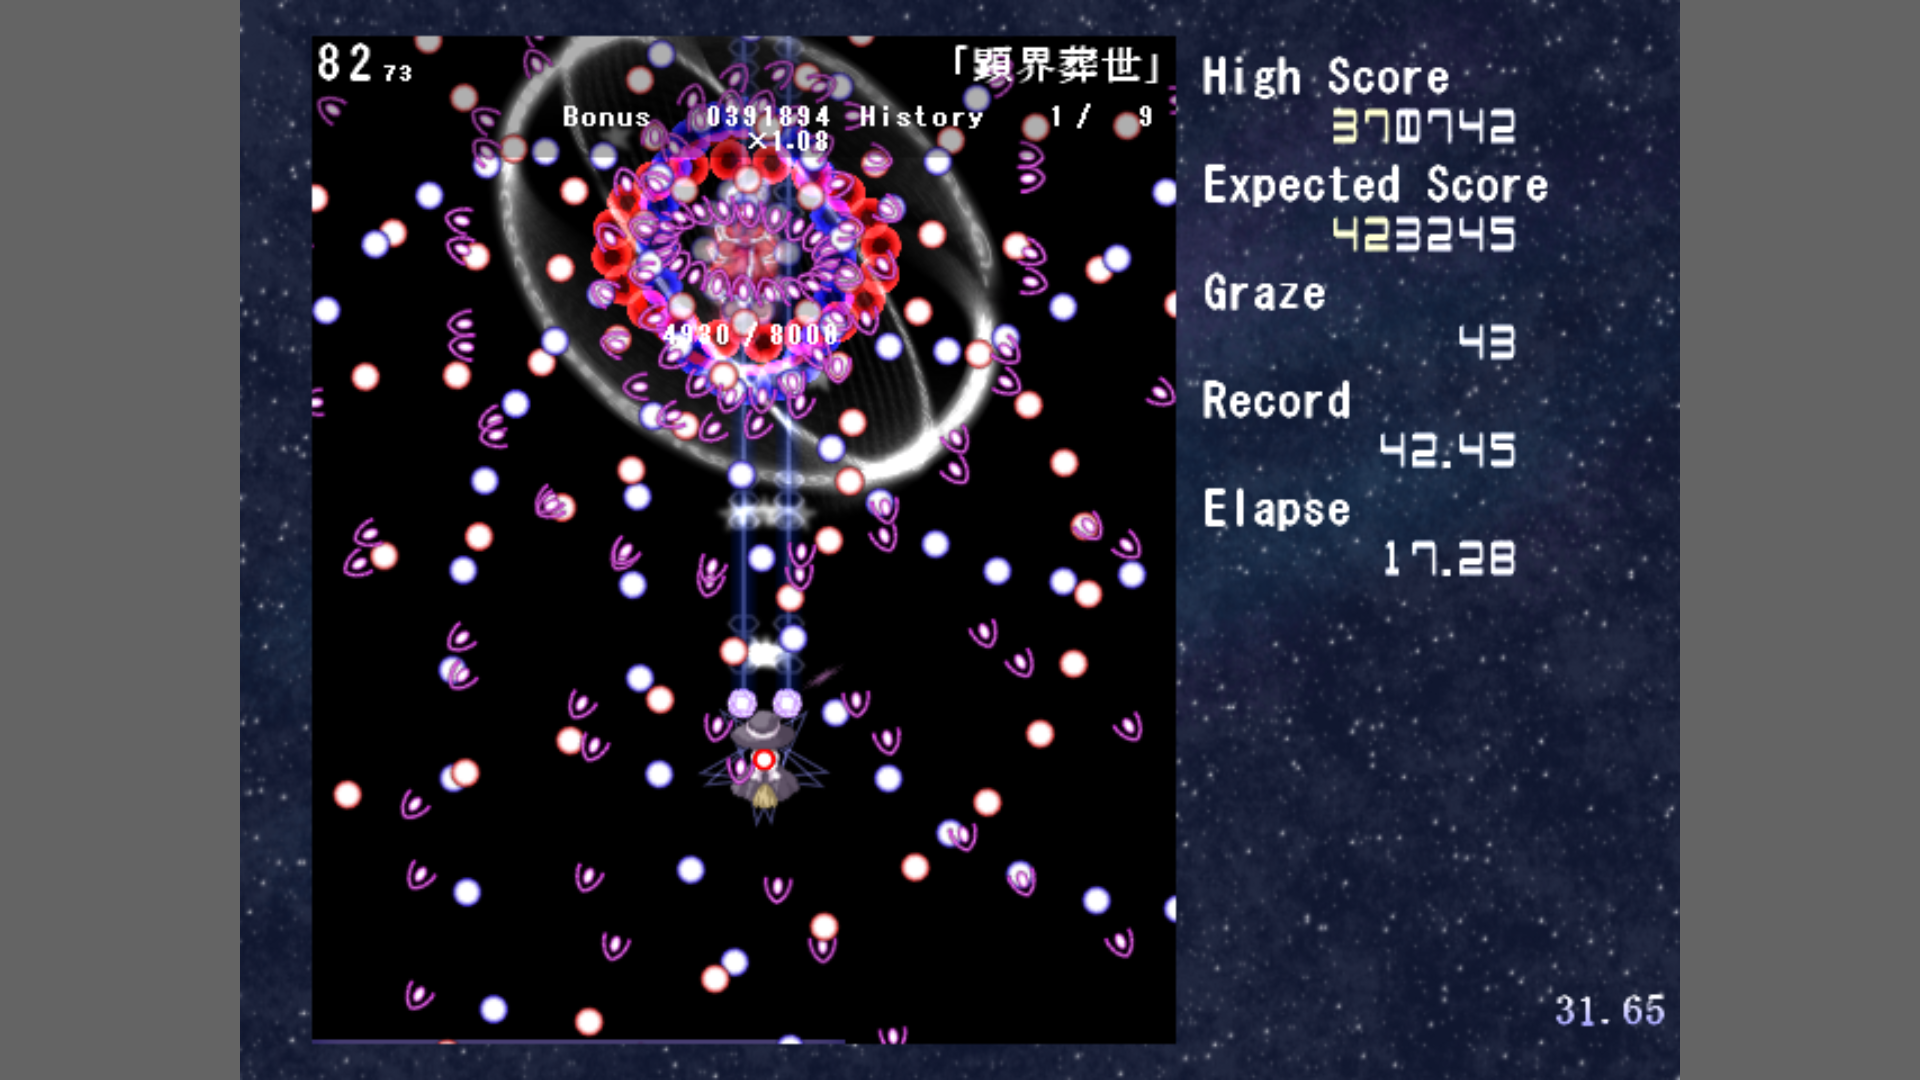 82 73
「顕界葬世」
Bonus 0391894 History 1 / 9
×1.08
4930 / 8000
High Score
370742
Expected Score
423245
Graze
43
Record
42.45
Elapse
17.28
31.65